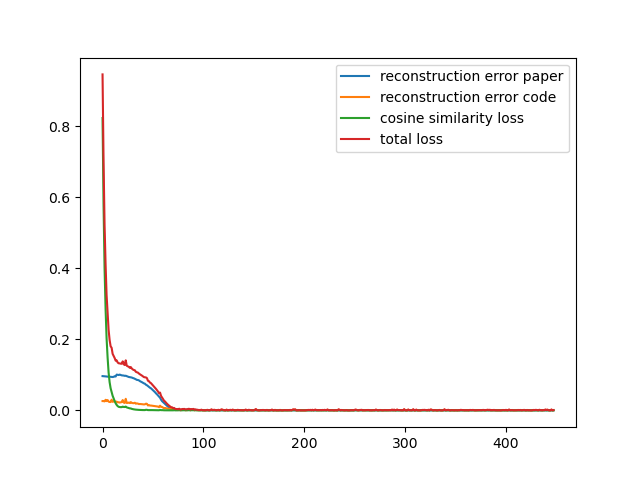 reconstruction error paper
reconstruction error code
cosine similarity loss
total loss
0.8
0.6
0.4
0.2
0.0
0 100 200 300 400